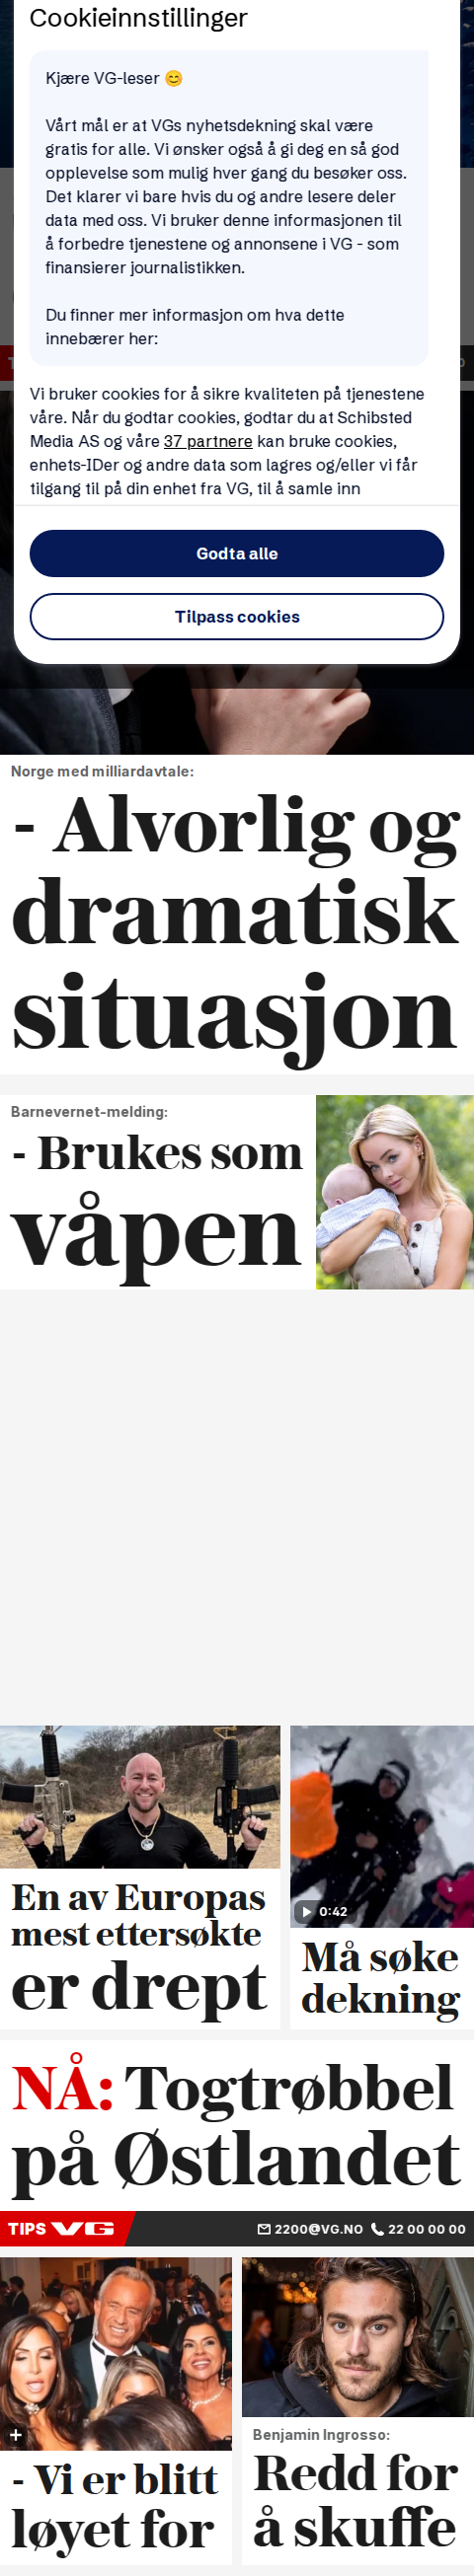 Cookieinnstillinger
Kjære VG-leser 😊
Vårt mål er at VGs nyhetsdekning skal være
gratis for alle. Vi ønsker også å gi deg en så god
opplevelse som mulig hver gang du besøker oss.
Det klarer vi bare hvis du og andre lesere deler
data med oss. Vi bruker denne informasjonen til
å forbedre tjenestene og annonsene i VG - som
finansierer journalistikken.
Du finner mer informasjon om hva dette
innebærer her:
Vi bruker cookies for å sikre kvaliteten på tjenestene
våre. Når du godtar cookies, godtar du at Schibsted
Media AS og våre 37 partnere kan bruke cookies,
enhets-IDer og andre data som lagres og/eller vi får
tilgang til på din enhet fra VG, til å samle inn
Godta alle
Tilpass cookies
Norge med milliardavtale:
- Alvorlig og
dramatisk
situasjon
Barnevernet-melding:
- Brukes som
våpen
En av Europas
mest ettersøkte
er drept
0:42
Må søke
dekning
NÅ: Togtrøbbel
på Østlandet
TIPS VG 2200@VG.NO 22 00 00 00
- Vi er blitt
løyet for
Benjamin Ingrosso:
Redd for
å skuffe